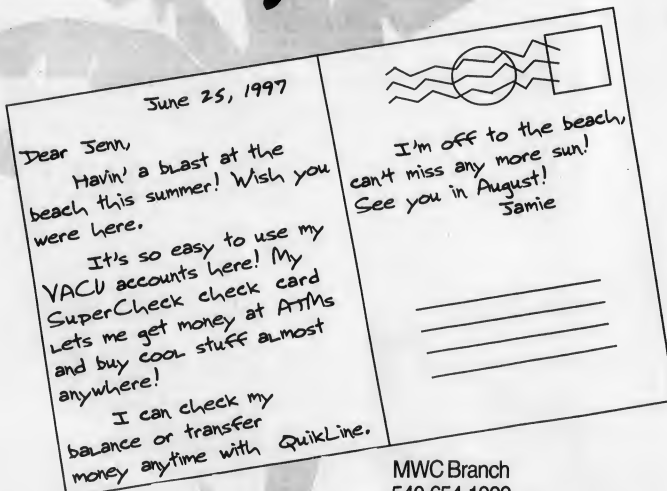 June 25, 1997
Dear Jenn,
Havin' a blast at the
beach this summer! Wish you
were here.
It's so easy to use my
VACU accounts here! My
SuperCheck check card
Lets me get money at ATMs
and buy cool stuff almost
anywhere!
I can check my
balance or transfer
money anytime with QuikLine.
I'm off to the beach,
can't miss any more sun!
See you in August!
Jamie
MWC Branch